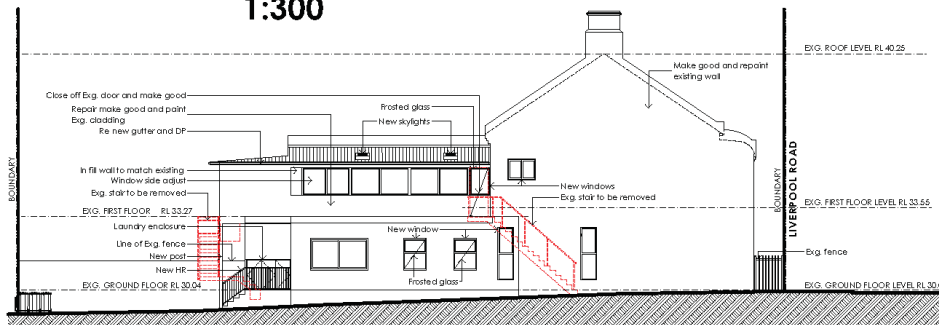 1:300
EXG. ROOF LEVEL RL 40.25
Make good and repaint
existing wall
Close off Exg. door and make good
Repair make good and paint
Exg. cladding
Re new gutter and DP
Frosted glass
New skylights
In fill wall to match existing
Window side adjust
Exg. stair to be removed
New windows
Exg. stair to be removed
BOUNDARY
BOUNDARY
LIVERPOOL ROAD
EXG. FIRST FLOOR RL 33.27
EXG. FIRST FLOOR LEVEL RL 33.55
Laundry enclosure
Line of Exg. fence
New post
New HR
New window
Frosted glass
Exg. fence
EXG. GROUND FLOOR RL 30.04
EXG. GROUND FLOOR LEVEL RL 30.